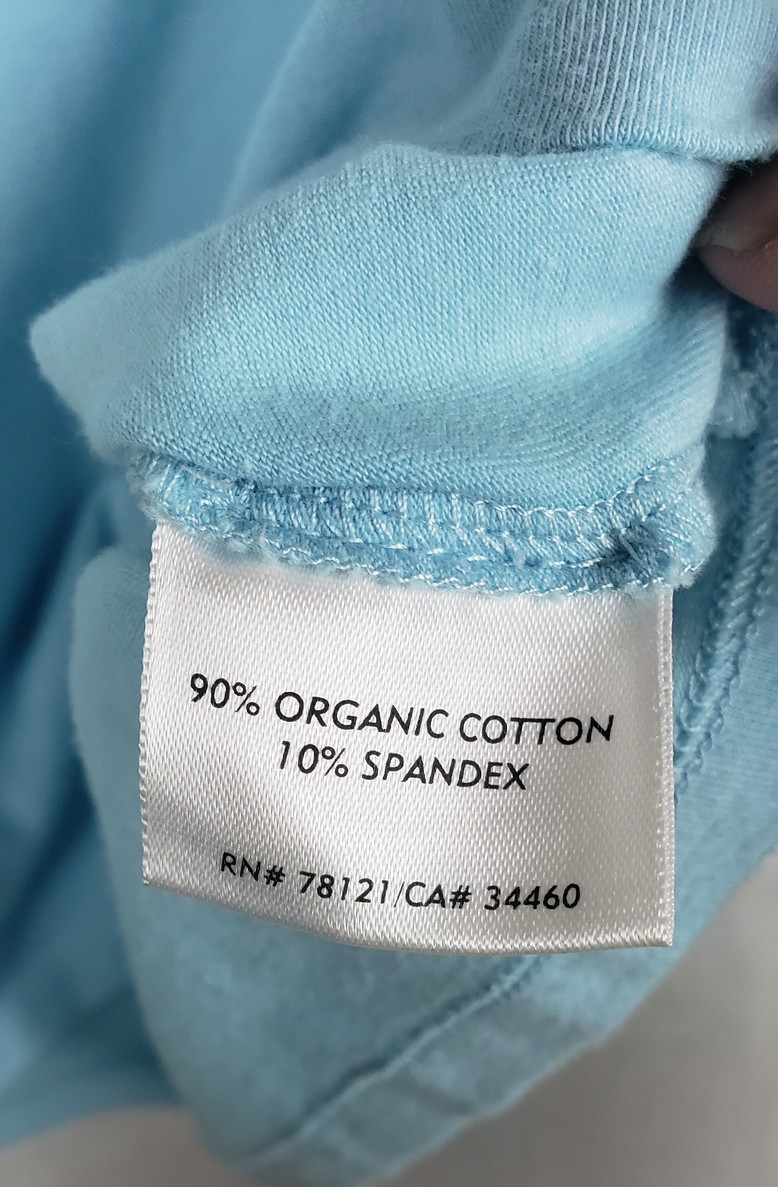 90% ORGANIC COTTON
10% SPANDEX
RN# 78121/CA# 34460